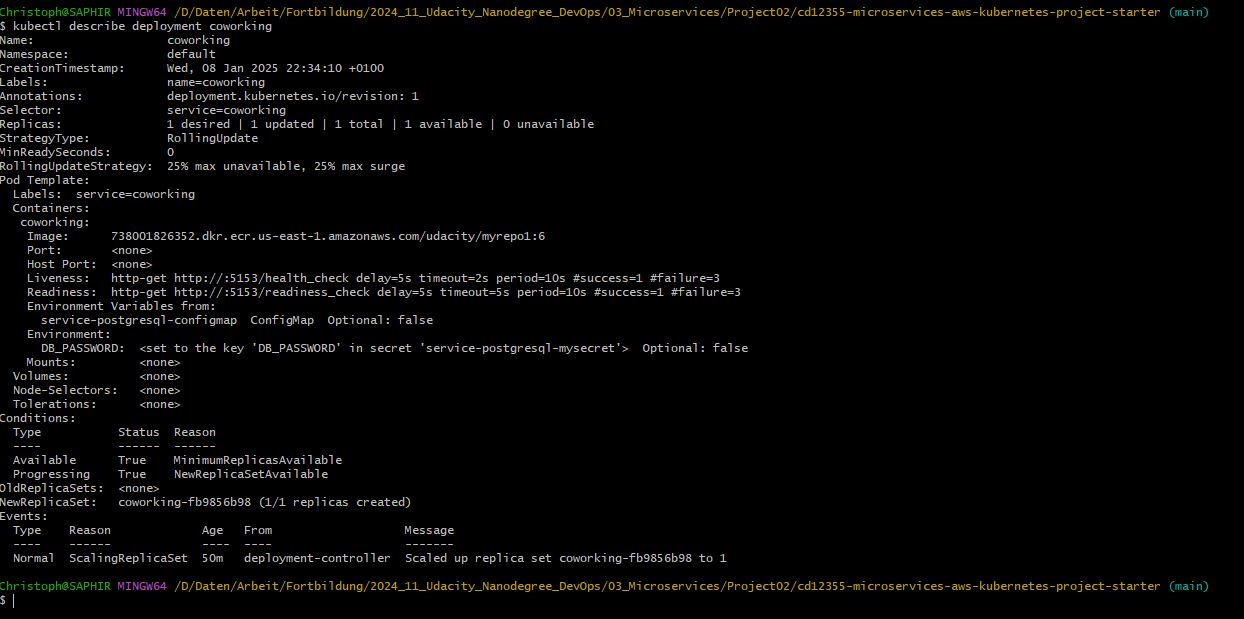 Christoph@SAPHIR MINGW64 /D/Daten/Arbeit/Fortbildung/2024_11_Udacity_Nanodegree_DevOps/03_Microservices/Project02/cd12355-microservices-aws-kubernetes-project-starter (main)
$ kubectl describe deployment coworking
Name:                   coworking
Namespace:              default
CreationTimestamp:      Wed, 08 Jan 2025 22:34:10 +0100
Labels:                 name=coworking
Annotations:            deployment.kubernetes.io/revision: 1
Selector:               service=coworking
Replicas:               1 desired | 1 updated | 1 total | 1 available | 0 unavailable
StrategyType:           RollingUpdate
MinReadySeconds:        0
RollingUpdateStrategy:  25% max unavailable, 25% max surge
Pod Template:
  Labels:  service=coworking
  Containers:
   coworking:
    Image:      738001826352.dkr.ecr.us-east-1.amazonaws.com/udacity/myrepo1:6
    Port:       <none>
    Host Port:  <none>
    Liveness:   http-get http://:5153/health_check delay=5s timeout=2s period=10s #success=1 #failure=3
    Readiness:  http-get http://:5153/readiness_check delay=5s timeout=5s period=10s #success=1 #failure=3
    Environment Variables from:
      service-postgresql-configmap  ConfigMap  Optional: false
    Environment:
      DB_PASSWORD:  <set to the key 'DB_PASSWORD' in secret 'service-postgresql-mysecret'>  Optional: false
    Mounts:         <none>
  Volumes:          <none>
  Node-Selectors:   <none>
  Tolerations:      <none>
Conditions:
  Type           Status  Reason
  ----           ------  ------
  Available      True    MinimumReplicasAvailable
  Progressing    True    NewReplicaSetAvailable
OldReplicaSets:  <none>
NewReplicaSet:   coworking-fb9856b98 (1/1 replicas created)
Events:
  Type    Reason             Age   From                   Message
  ----    ------             ----  ----                   -------
  Normal  ScalingReplicaSet  50m   deployment-controller  Scaled up replica set coworking-fb9856b98 to 1
Christoph@SAPHIR MINGW64 /D/Daten/Arbeit/Fortbildung/2024_11_Udacity_Nanodegree_DevOps/03_Microservices/Project02/cd12355-microservices-aws-kubernetes-project-starter (main)
$